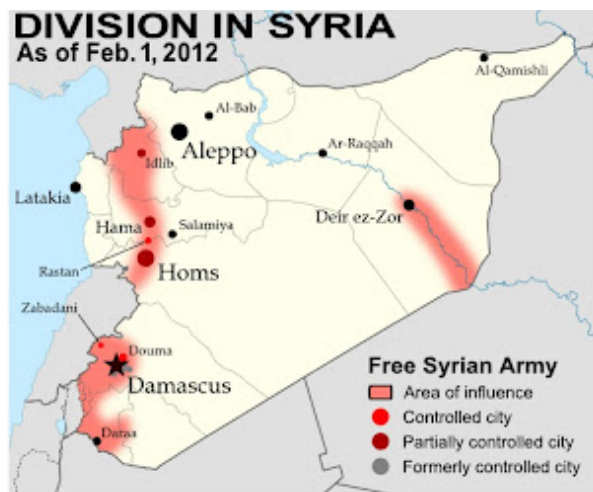 DIVISION IN SYRIA
As of Feb. 1, 2012
Al-Qamishli
Al-Bab
Aleppo
Ar-Raqqah
Idlib
Latakia
Deir ez-Zor
Hama
Salamiya
Rastan
Homs
Zabadani
Douma
Damascus
Daraa
Free Syrian Army
Area of influence
Controlled city
Partially controlled city
Formerly controlled city